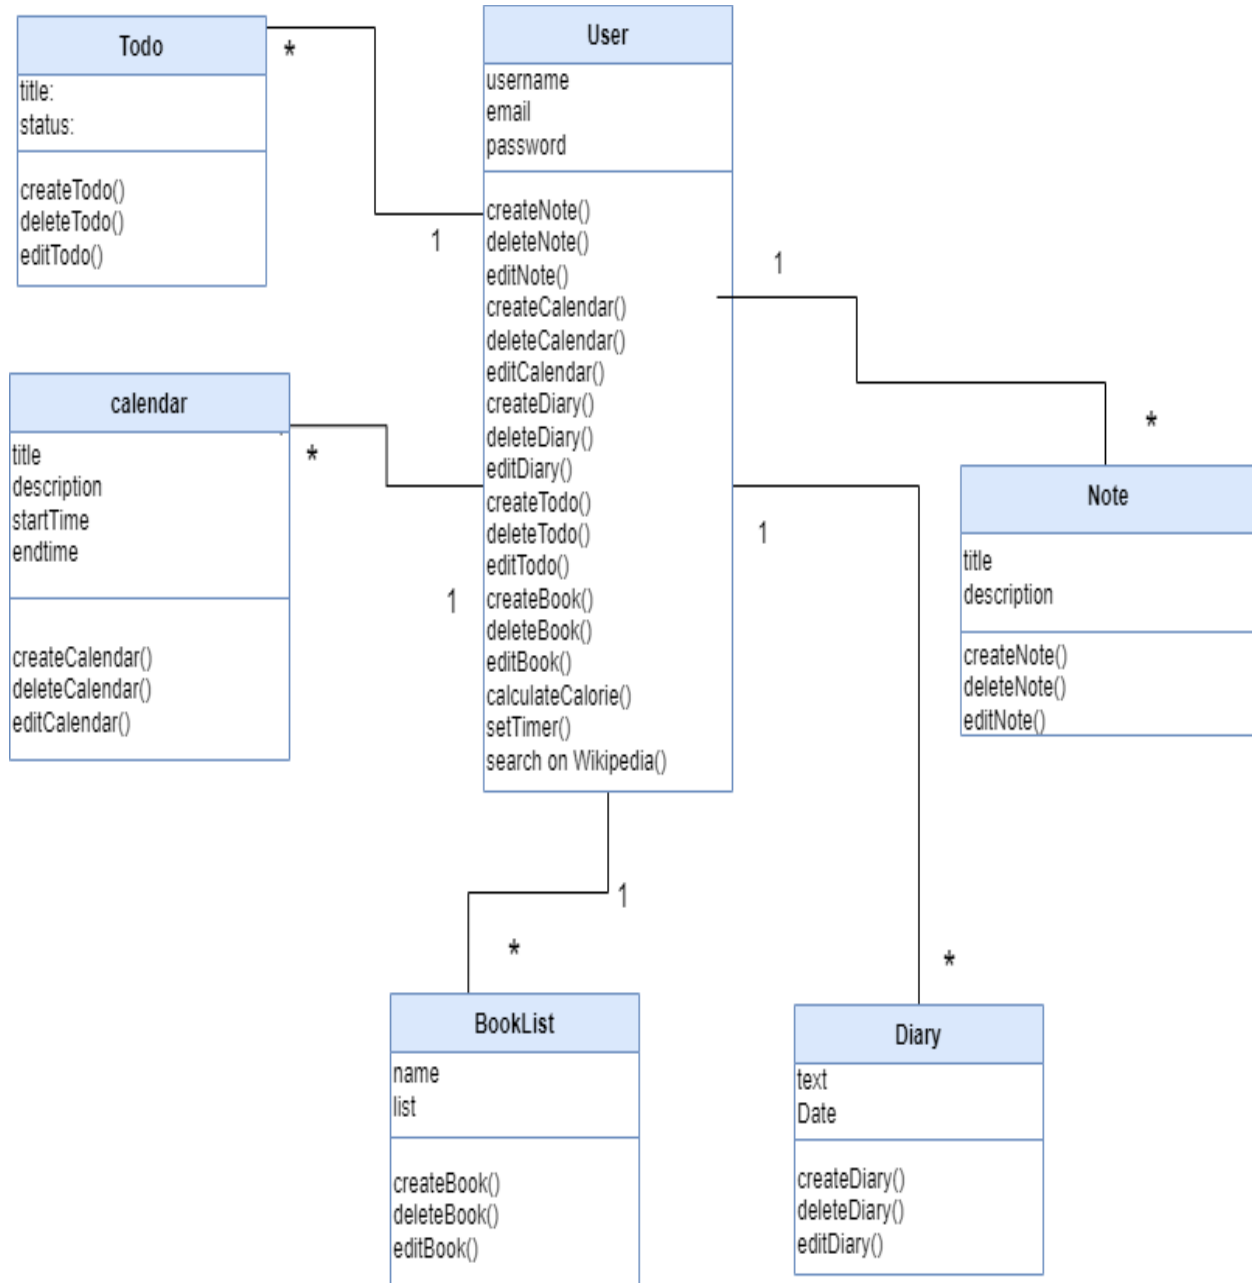 Todo
title:
status:
createTodo()
deleteTodo()
editTodo()
*
1
User
username
email
password
createNote()
deleteNote()
editNote()
createCalendar()
deleteCalendar()
editCalendar()
createDiary()
deleteDiary()
editDiary()
createTodo()
deleteTodo()
editTodo()
createBook()
deleteBook()
editBook()
calculateCalorie()
setTimer()
search on Wikipedia()
calendar
title
description
startTime
endtime
createCalendar()
deleteCalendar()
editCalendar()
*
1
1
*
Note
title
description
createNote()
deleteNote()
editNote()
1
*
1
*
BookList
name
list
createBook()
deleteBook()
editBook()
Diary
text
Date
createDiary()
deleteDiary()
editDiary()